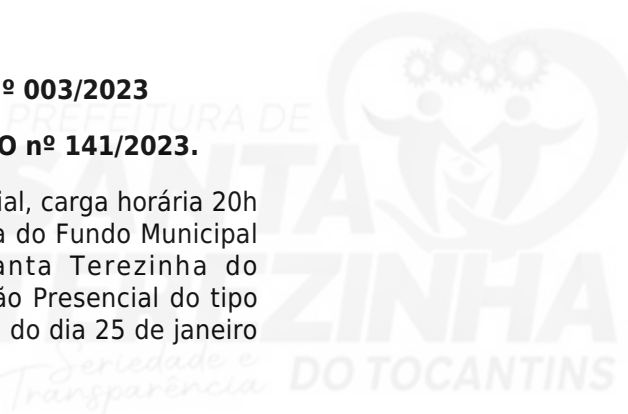 º 003/2023
PREFEITURA DE
O nº 141/2023.
SANTA
ial, carga horária 20h
a do Fundo Municipal
anta Terezinha do
TEREZINHA
ão Presencial do tipo
do dia 25 de janeiro
Seriedade e
Transparência
DO TOCANTINS